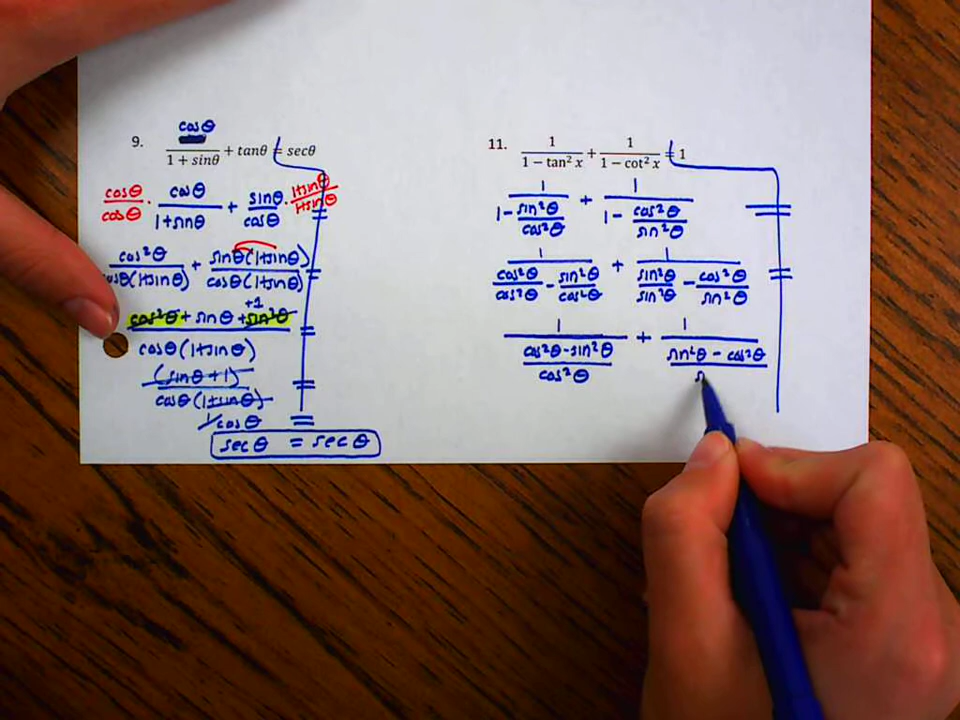 9. cosθ / 1 + sinθ + tanθ = secθ
cosθ/cosθ · cosθ/1+sinθ + sinθ/cosθ · 1+sinθ/1+sinθ =
cos²θ/cosθ(1+sinθ) + sinθ(1+sinθ)/cosθ(1+sinθ) =
+1
cos²θ + sinθ + sin²θ / cosθ(1+sinθ) =
(sinθ+1) / cosθ(1+sinθ) =
1/cosθ =
secθ = secθ
11. 1/1 − tan² x + 1/1 − cot² x = 1
1/1 - sin²θ/cos²θ + 1/1 - cos²θ/sin²θ =
1/cos²θ/cos²θ - sin²θ/cos²θ + 1/sin²θ/sin²θ - cos²θ/sin²θ =
1/cos²θ - sin²θ/cos²θ + 1/sin²θ - cos²θ/s